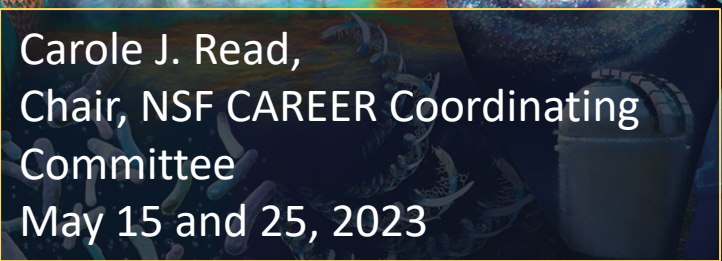 Carole J. Read,
Chair, NSF CAREER Coordinating
Committee
May 15 and 25, 2023